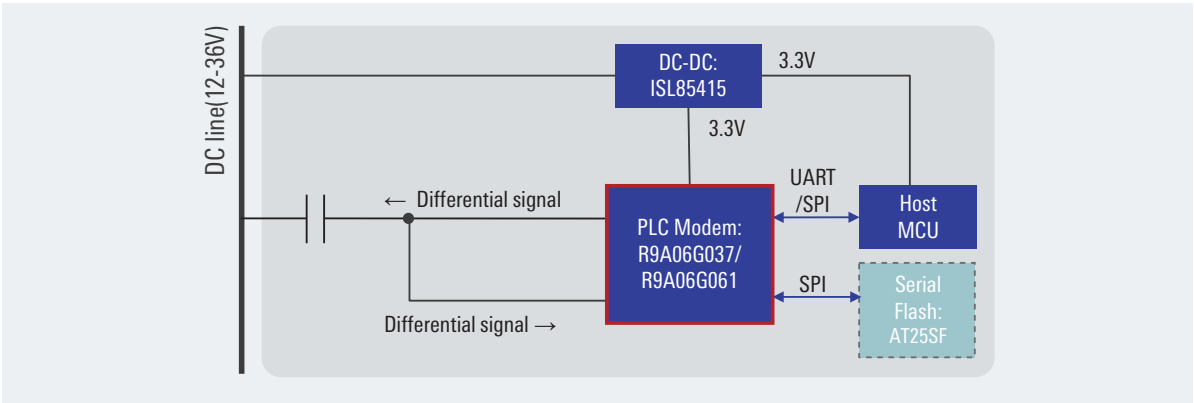 DC line(12-36V)
DC-DC:
ISL85415
3.3V
3.3V
← Differential signal
PLC Modem:
R9A06G037/
R9A06G061
UART
/SPI
Host
MCU
SPI
Serial
Flash:
AT25SF
Differential signal →